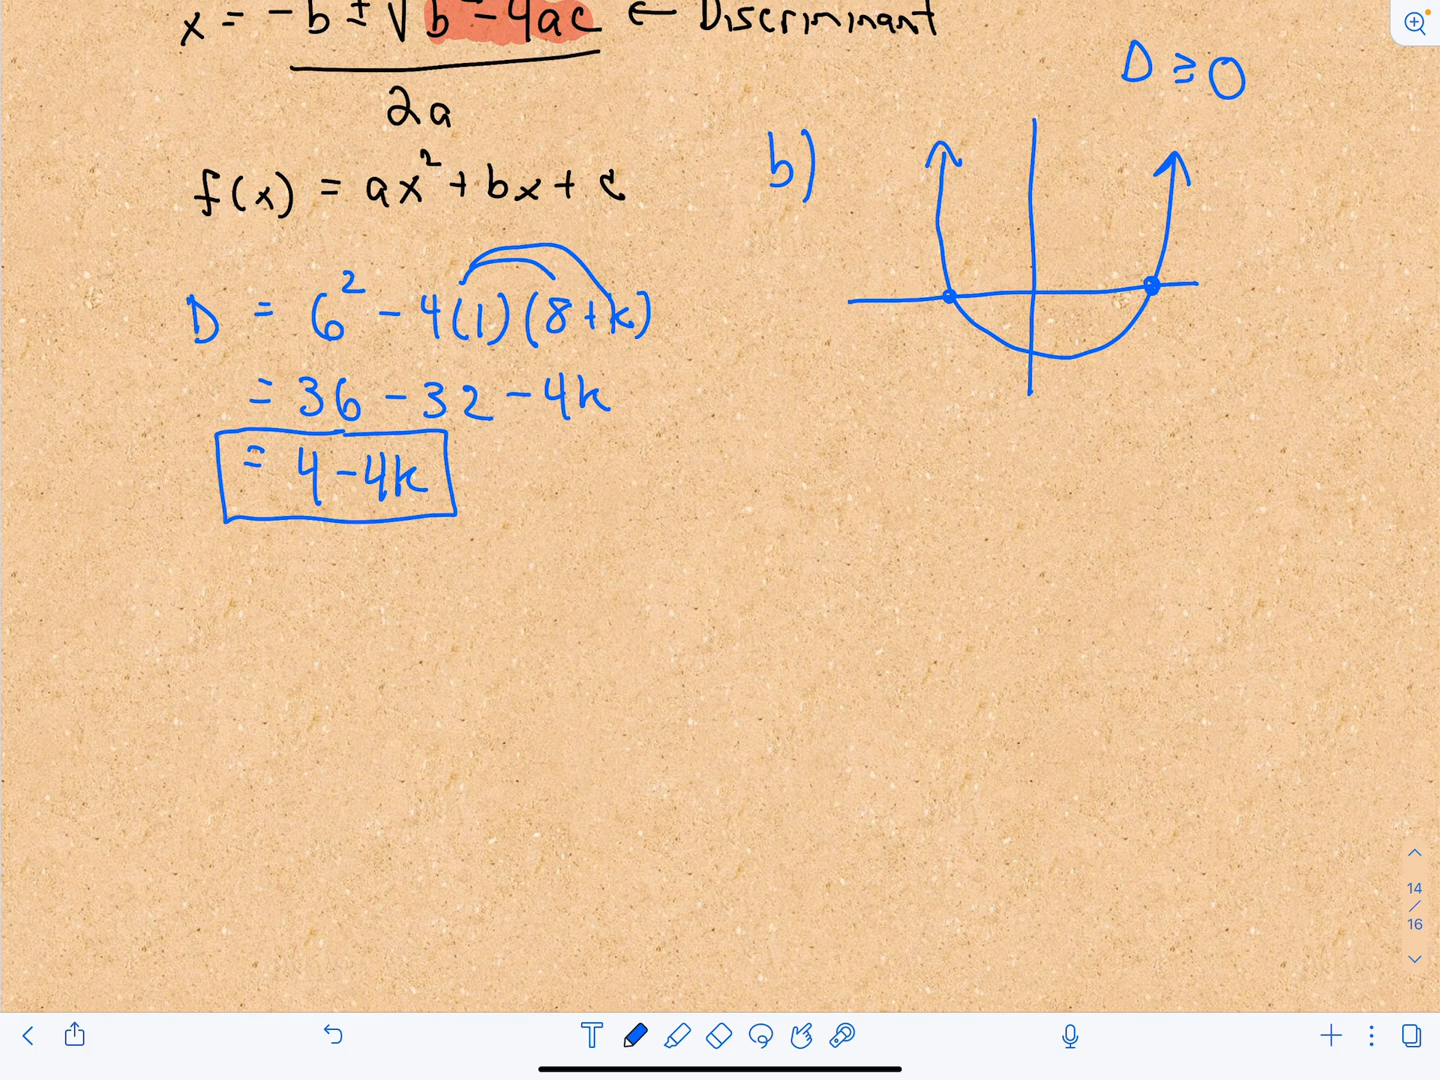 x = -b ± √b² - 4ac ← Discriminant
2a
f(x) = ax² + bx + c
D = 6² - 4(1)(8+k)
= 36 - 32 - 4k
= 4 - 4k
D ≥ 0
b)
14
/
16
T